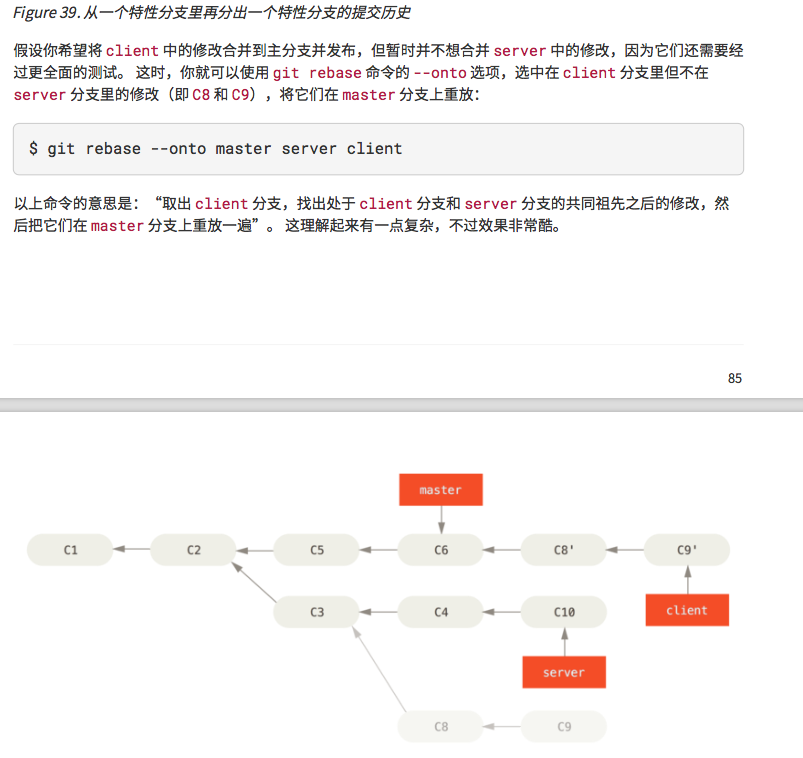 Figure 39. 从一个特性分支里再分出一个特性分支的提交历史
假设你希望将 client 中的修改合并到主分支并发布，但暂时并不想合并 server 中的修改，因为它们还需要经
过更全面的测试。 这时，你就可以使用 git rebase 命令的 --onto 选项，选中在 client 分支里但不在
server 分支里的修改（即 C8 和 C9），将它们在 master 分支上重放：
$ git rebase --onto master server client
以上命令的意思是：“取出 client 分支，找出处于 client 分支和 server 分支的共同祖先之后的修改，然
后把它们在 master 分支上重放一遍”。 这理解起来有一点复杂，不过效果非常酷。
85
master
C1 C2 C5 C6 C8' C9'
C3 C4 C10 client
server
C8 C9